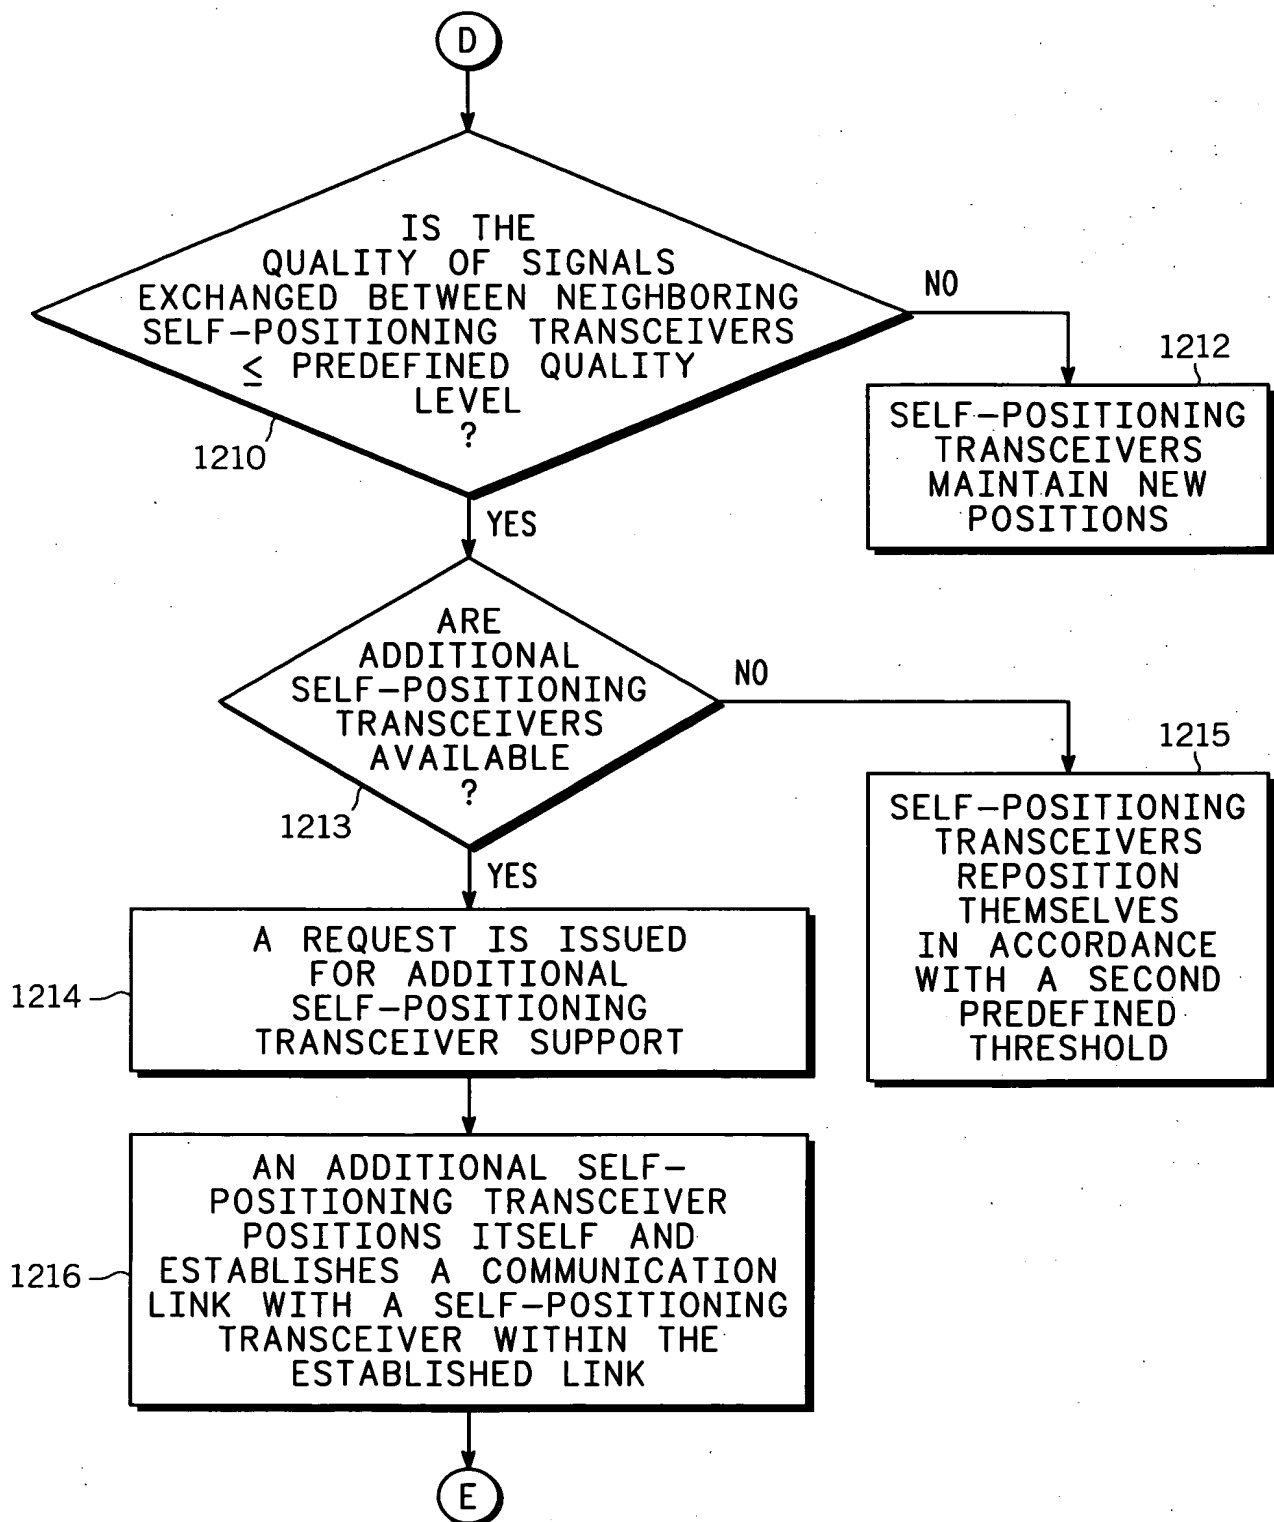 D
IS THE
QUALITY OF SIGNALS
EXCHANGED BETWEEN NEIGHBORING
SELF-POSITIONING TRANSCEIVERS
≤ PREDEFINED QUALITY
LEVEL
?
1210
NO
1212
SELF-POSITIONING
TRANSCEIVERS
MAINTAIN NEW
POSITIONS
YES
ARE
ADDITIONAL
SELF-POSITIONING
TRANSCEIVERS
AVAILABLE
?
1213
NO
1215
SELF-POSITIONING
TRANSCEIVERS
REPOSITION
THEMSELVES
IN ACCORDANCE
WITH A SECOND
PREDEFINED
THRESHOLD
YES
1214
A REQUEST IS ISSUED
FOR ADDITIONAL
SELF-POSITIONING
TRANSCEIVER SUPPORT
1216
AN ADDITIONAL SELF-
POSITIONING TRANSCEIVER
POSITIONS ITSELF AND
ESTABLISHES A COMMUNICATION
LINK WITH A SELF-POSITIONING
TRANSCEIVER WITHIN THE
ESTABLISHED LINK
E